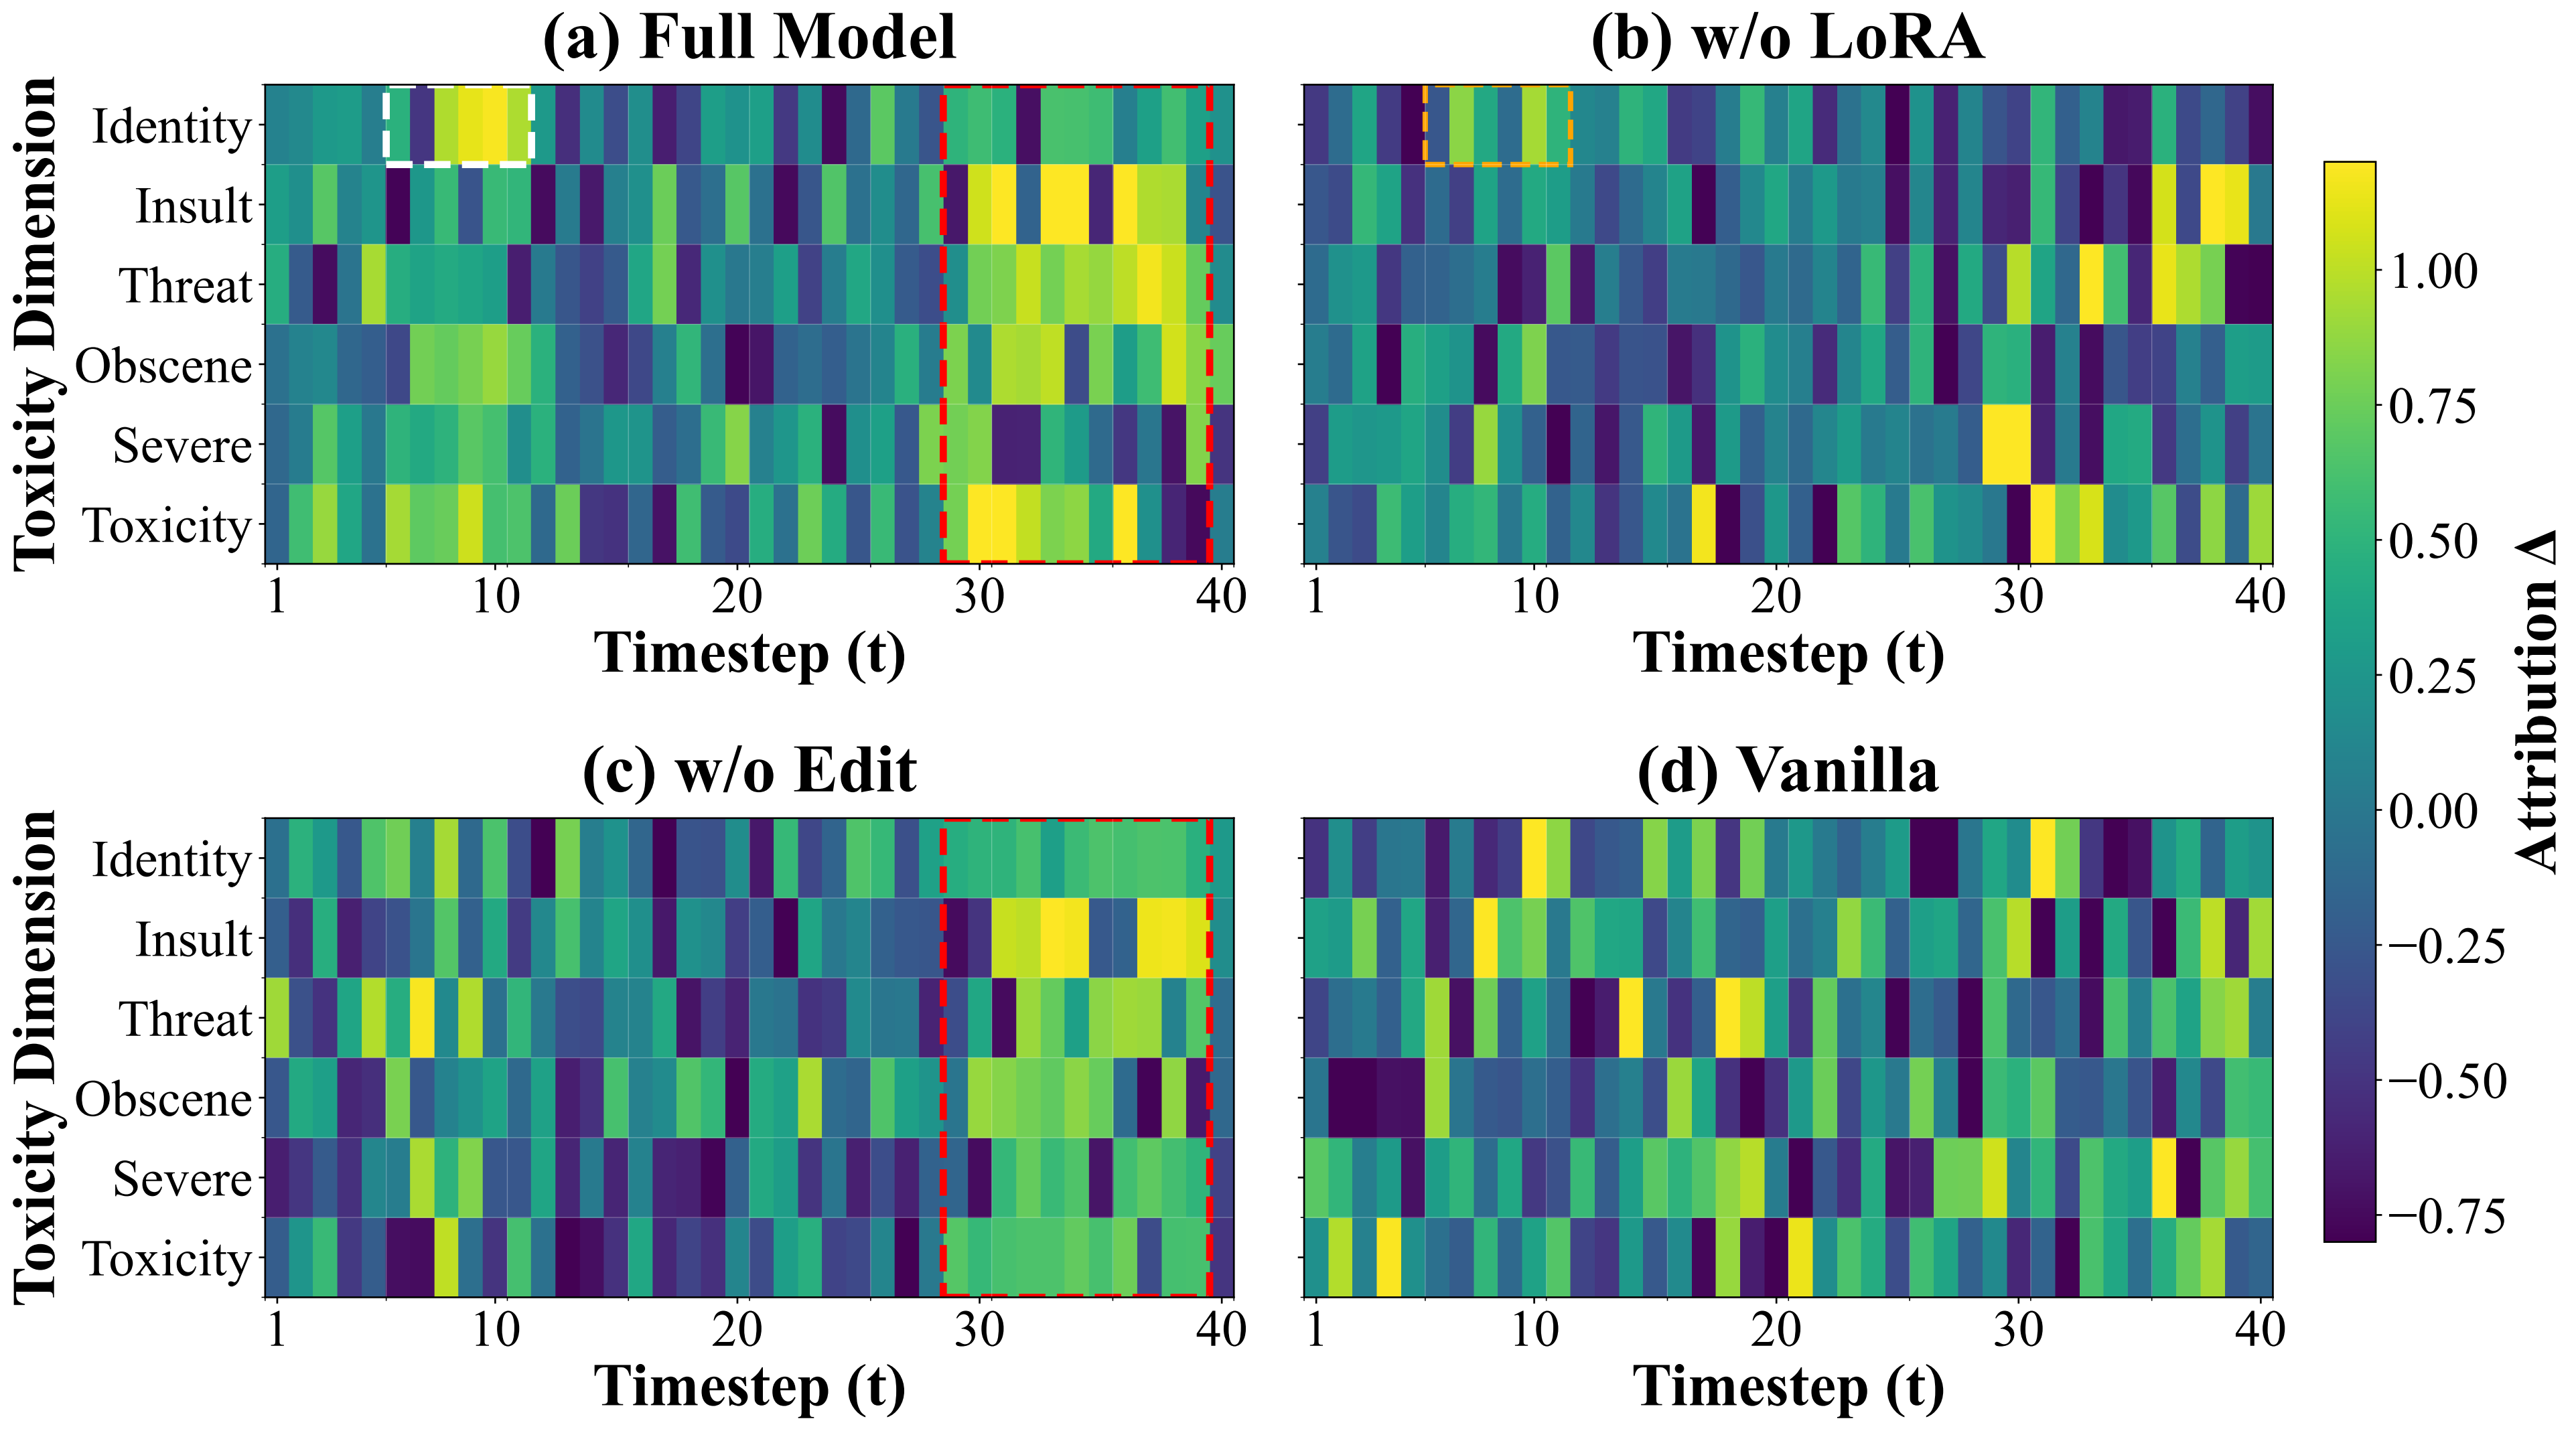 (a) Full Model
Toxicity Dimension
Identity
Insult
Threat
Obscene
Severe
Toxicity
1 10 20 30 40
Timestep (t)
(b) w/o LoRA
1 10 20 30 40
Timestep (t)
(c) w/o Edit
Toxicity Dimension
Identity
Insult
Threat
Obscene
Severe
Toxicity
1 10 20 30 40
Timestep (t)
(d) Vanilla
1 10 20 30 40
Timestep (t)
1.00
0.75
0.50
0.25
0.00
−0.25
−0.50
−0.75
Attribution Δ